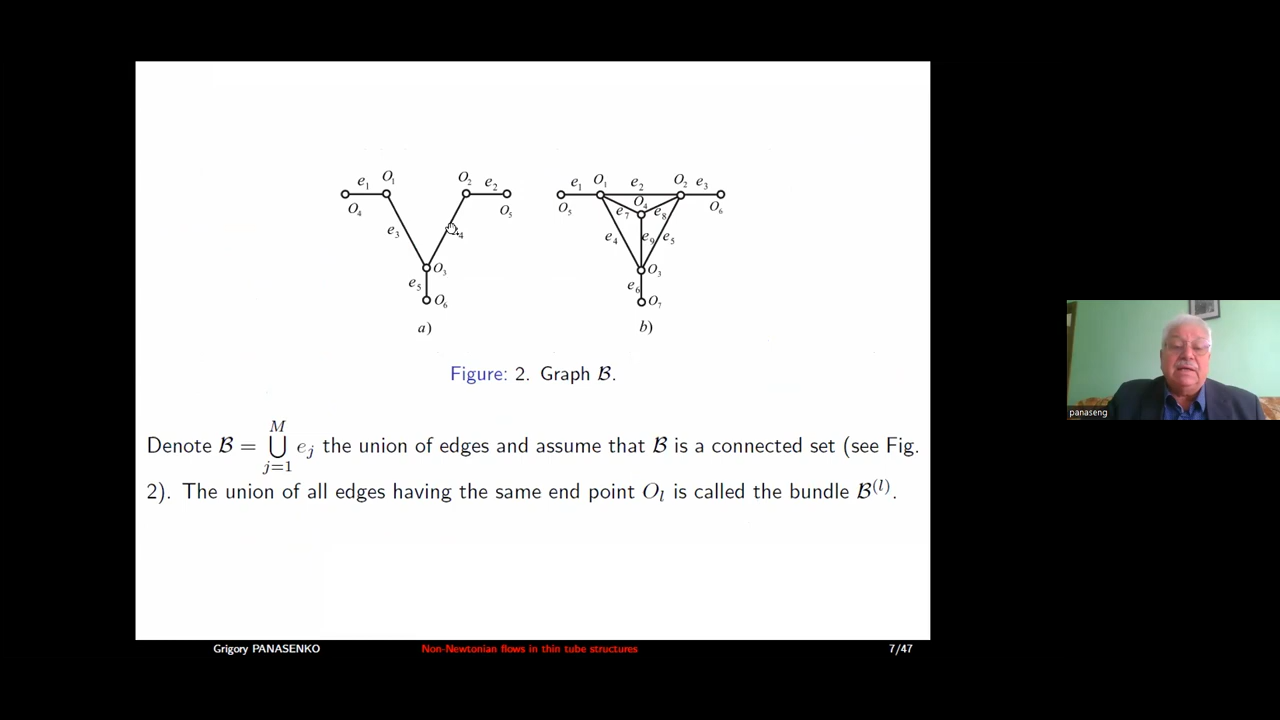 e₁ O₁ O₂ e₂
O₄ O₅
e₃
O₃
e₅
O₆
a)
e₁ O₁ e₂ O₂ e₃
O₅ O₄ O₆
e₇ e₈
e₄ e₉ e₅
O₃
e₆
O₇
b)
Figure: 2. Graph ℬ.
Denote ℬ = ⋃_{j=1}^{M} e_j the union of edges and assume that ℬ is a connected set (see Fig.
2). The union of all edges having the same end point O_l is called the bundle ℬ^{(l)}.
panaseng
Grigory PANASENKO Non-Newtonian flows in thin tube structures 7/47